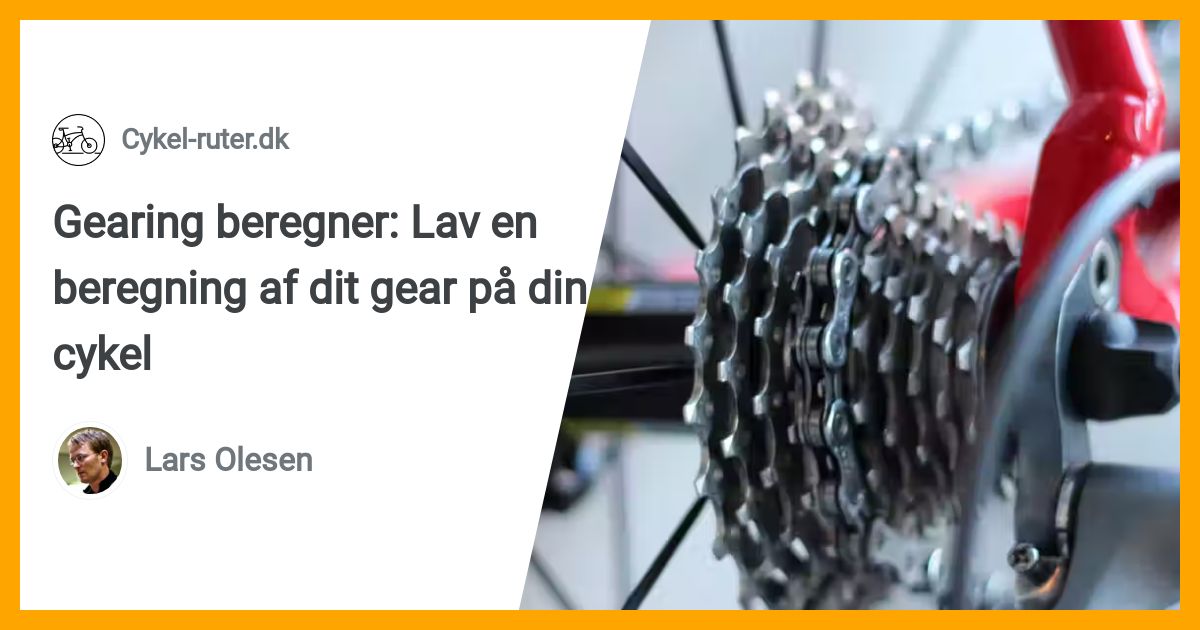 Cykel-ruter.dk
Gearing beregner: Lav en
beregning af dit gear på din
cykel
Lars Olesen